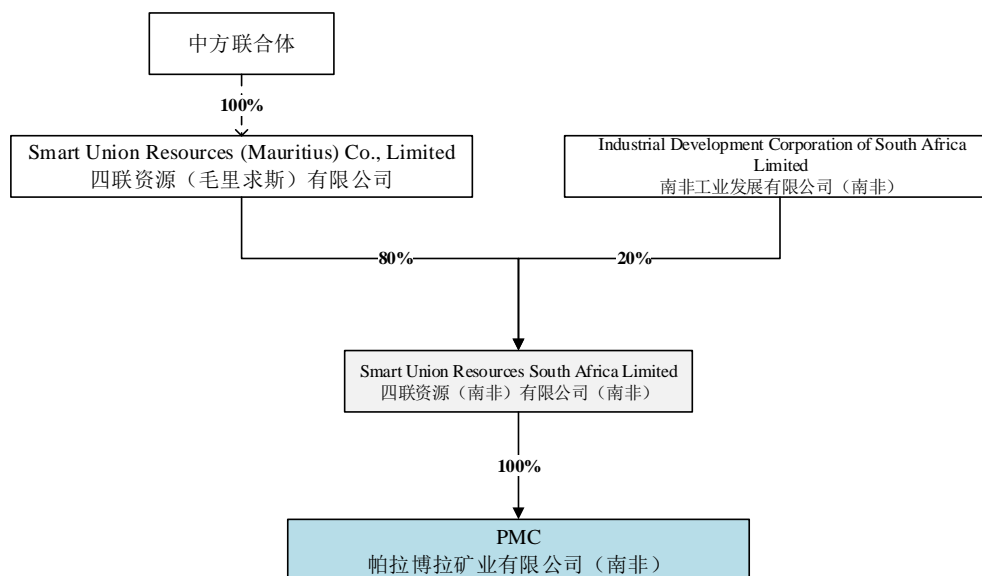 中方联合体
100%
Smart Union Resources (Mauritius) Co., Limited
四联资源（毛里求斯）有限公司
Industrial Development Corporation of South Africa
Limited
南非工业发展有限公司（南非）
80%
20%
Smart Union Resources South Africa Limited
四联资源（南非）有限公司（南非）
100%
PMC
帕拉博拉矿业有限公司（南非）